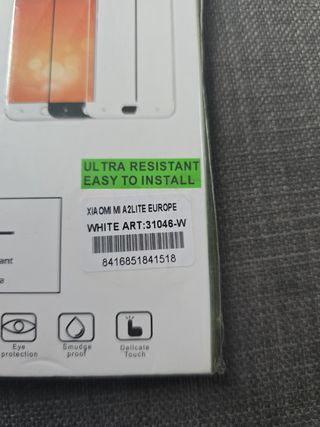 ULTRA RESISTANT
EASY TO INSTALL
XIAOMI MI A2LITE EUROPE
WHITE ART:31046-W
8416851841518
Eye
protection
Smudge
proof
Delicate
Touch